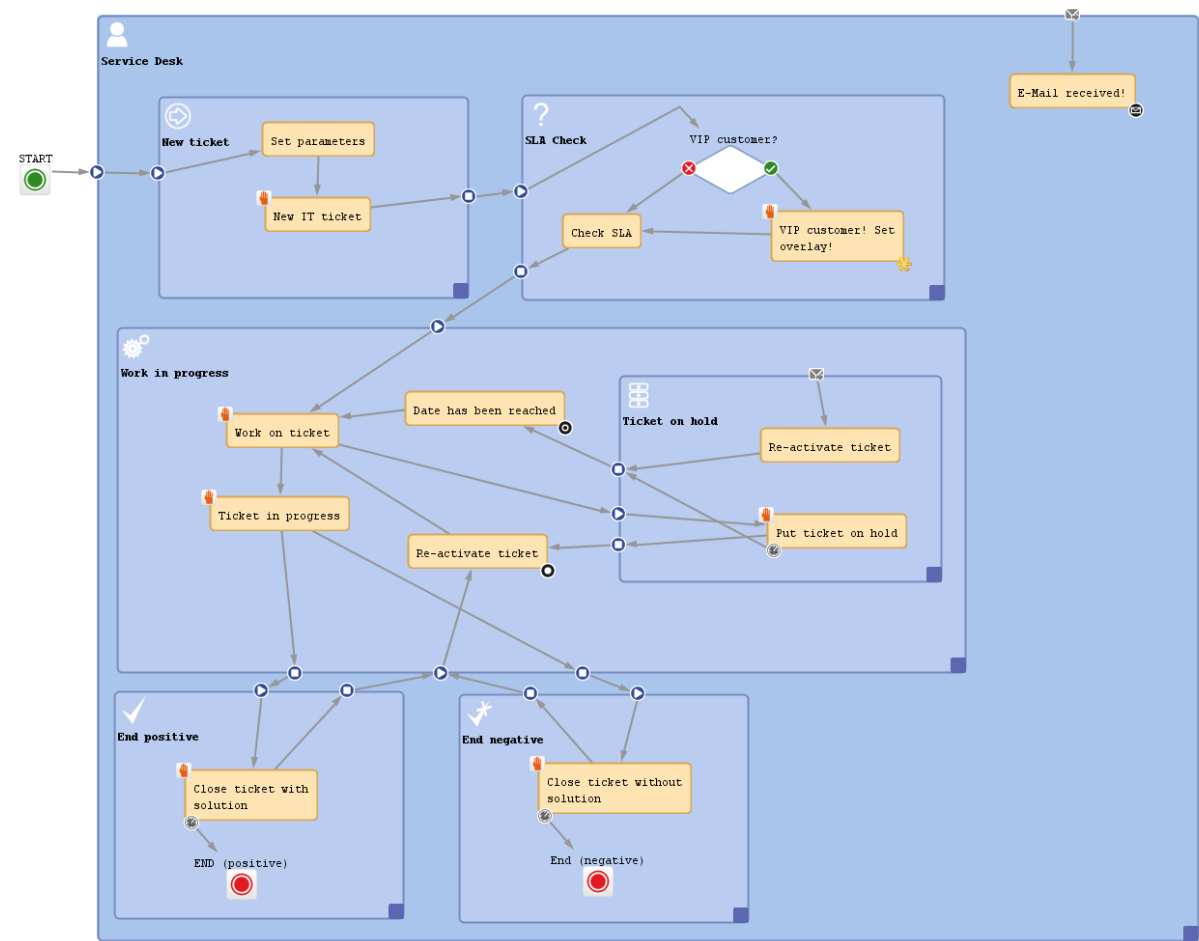 Service Desk
E-Mail received!
START
New ticket
Set parameters
New IT ticket
SLA Check
VIP customer?
Check SLA
VIP customer! Set
overlay!
Work in progress
Work on ticket
Date has been reached
Ticket on hold
Re-activate ticket
Ticket in progress
Put ticket on hold
Re-activate ticket
End positive
Close ticket with
solution
END (positive)
End negative
Close ticket without
solution
End (negative)